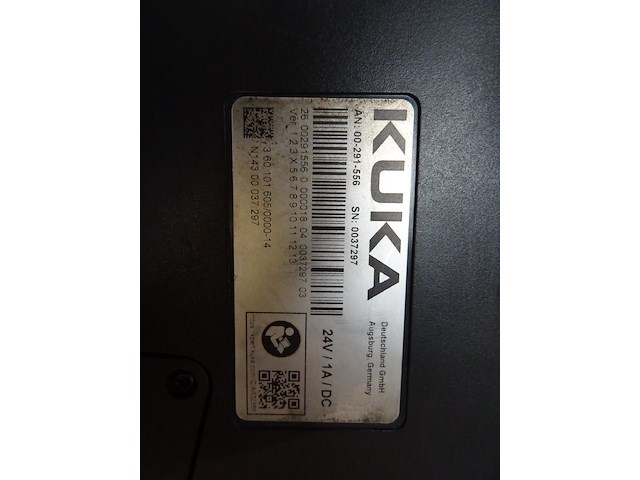 KUKA
Deutschland GmbH
Augsburg, Germany
AN: 00-291-556 SN: 0037297
26 00291556 0 000018 04 0037297 03
Ver. 1 2 3 X 5 6 7 8 9 10 11 12 13
24V / 1A / DC
3 60 101 605/0000-14
N143 00 037 297